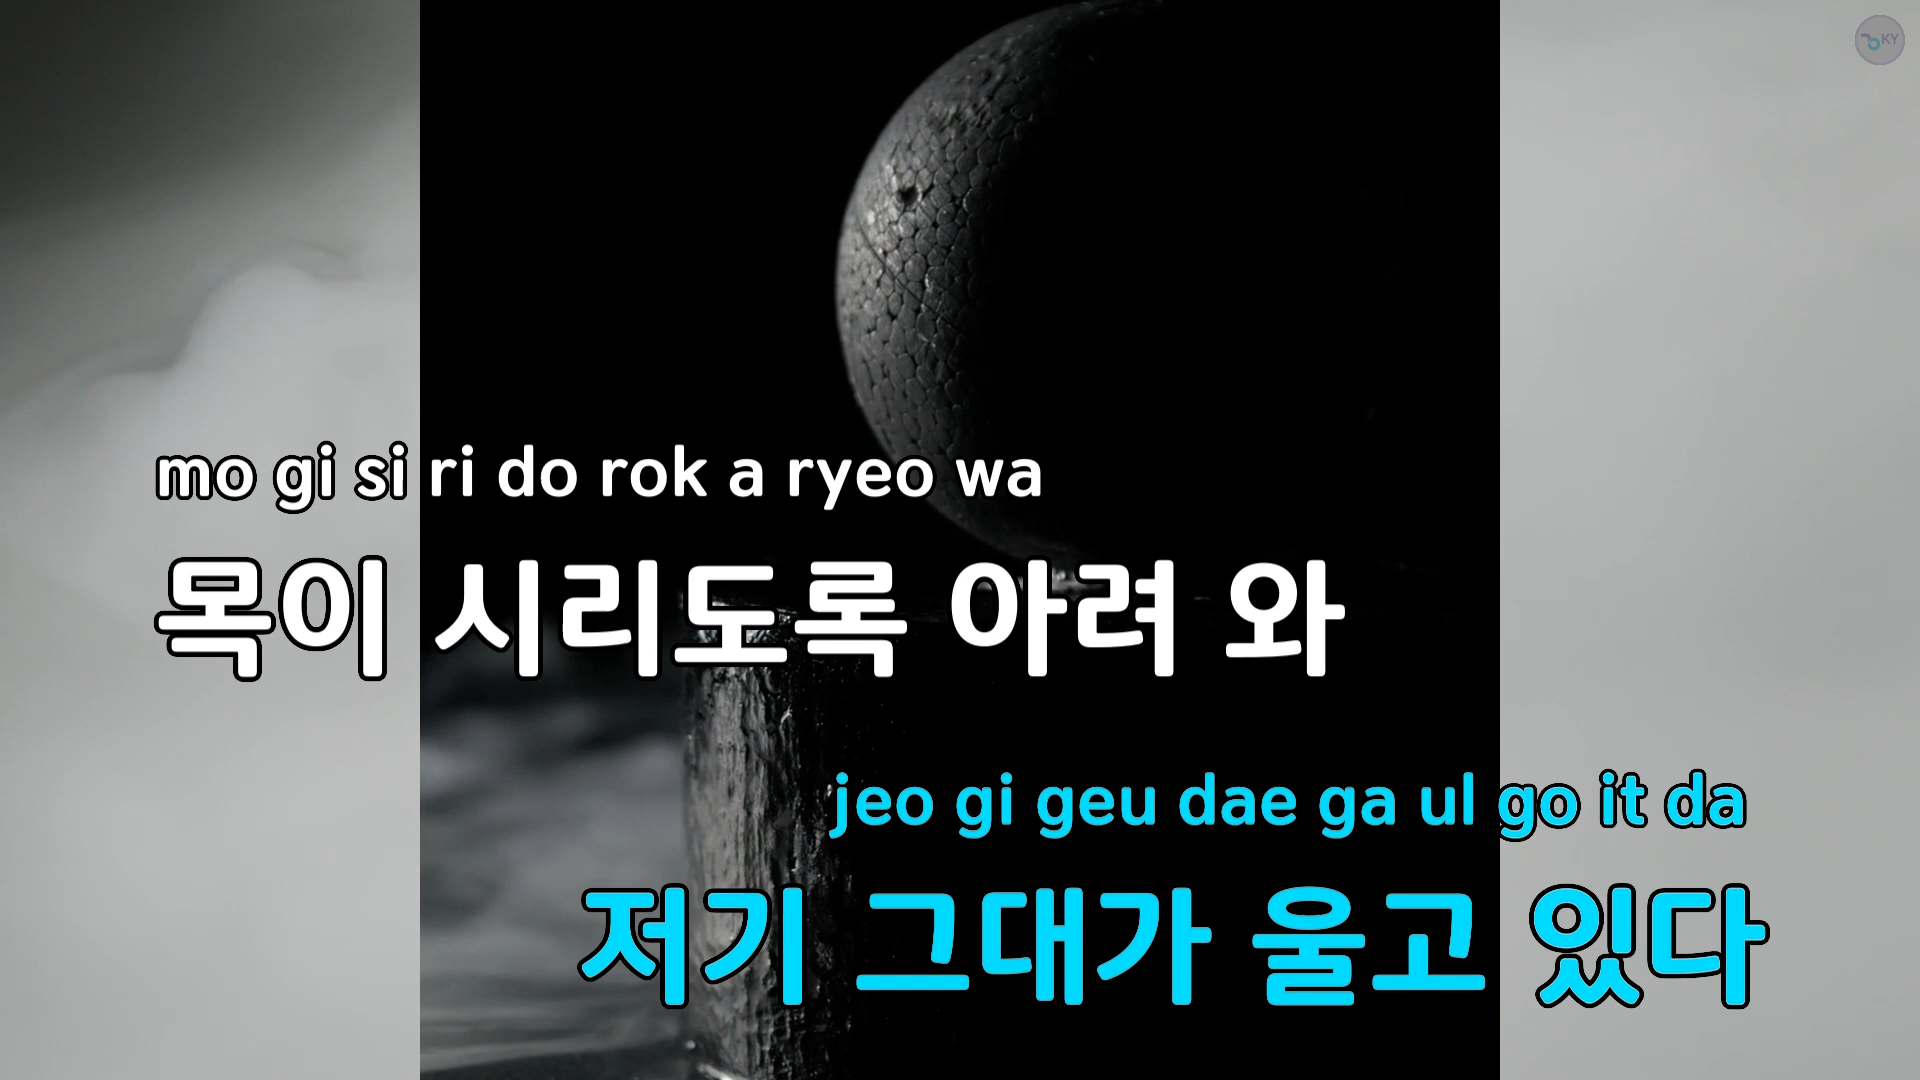 KY
mo gi si ri do rok a ryeo wa
목이 시리도록 아려 와
jeo gi geu dae ga ul go it da
저기 그대가 울고 있다